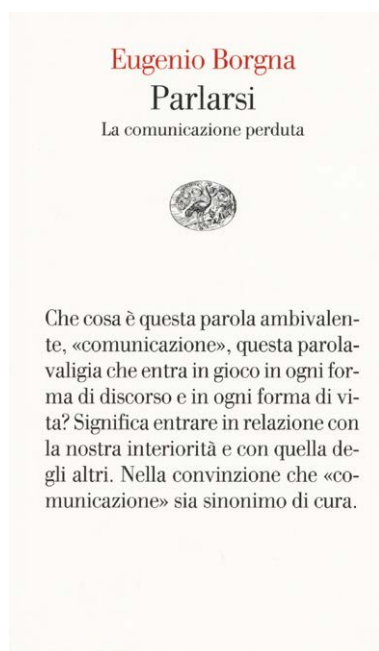 Eugenio Borgna
Parlarsi
La comunicazione perduta
Che cosa è questa parola ambivalen-
te, «comunicazione», questa parola-
valigia che entra in gioco in ogni for-
ma di discorso e in ogni forma di vi-
ta? Significa entrare in relazione con
la nostra interiorità e con quella de-
gli altri. Nella convinzione che «co-
municazione» sia sinonimo di cura.